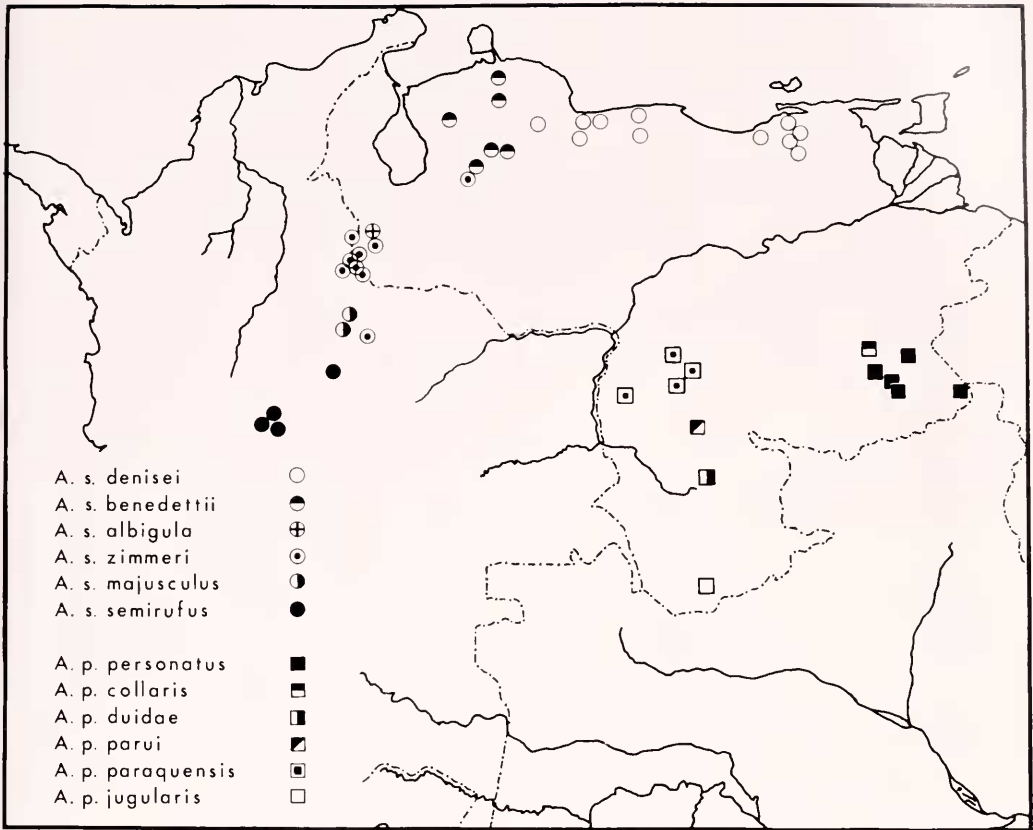 A. s. denisei
A. s. benedettii
A. s. albigula
A. s. zimmeri
A. s. majusculus
A. s. semirufus
A. p. personatus
A. p. collaris
A. p. duidae
A. p. parui
A. p. paraquensis
A. p. jugularis